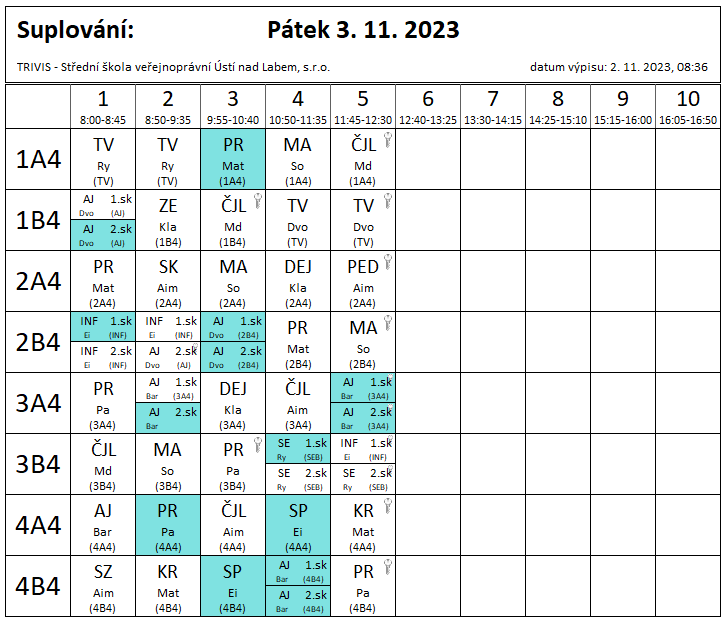 Suplování: Pátek 3. 11. 2023
TRIVIS - Střední škola veřejnoprávní Ústí nad Labem, s.r.o. datum výpisu: 2. 11. 2023, 08:36
1 2 3 4 5 6 7 8 9 10
8:00-8:45 8:50-9:35 9:55-10:40 10:50-11:35 11:45-12:30 12:40-13:25 13:30-14:15 14:25-15:10 15:15-16:00 16:05-16:50
1A4
TV TV PR MA ČJL
Ry Ry Mat So Md
(TV) (TV) (1A4) (1A4) (1A4)
1B4
AJ 1.sk ZE ČJL TV TV
Dvo (AJ) Kla Md Dvo Dvo
AJ 2.sk (1B4) (1B4) (TV) (TV)
Dvo (AJ)
2A4
PR SK MA DEJ PED
Mat Aim So Kla Aim
(2A4) (2A4) (2A4) (2A4) (2A4)
2B4
INF 1.sk INF 1.sk AJ 1.sk PR MA
Ei (INF) Ei (INF) Dvo (2B4) Mat So
INF 2.sk AJ 2.sk AJ 2.sk (2B4) (2B4)
Ei (INF) Dvo (AJ) Dvo (2B4)
3A4
PR AJ 1.sk DEJ ČJL AJ 1.sk
Pa Bar (3A4) Kla Aim Bar (3A4)
(3A4) AJ 2.sk (3A4) (3A4) AJ 2.sk
Bar Bar (3A4)
3B4
ČJL MA PR SE 1.sk INF 1.sk
Md So Pa Ry (SEB) Ei (INF)
(3B4) (3B4) (3B4) SE 2.sk SE 2.sk
Ry (SEB) Ry (SEB)
4A4
AJ PR ČJL SP KR
Bar Pa Aim Ei Mat
(4A4) (4A4) (4A4) (4A4) (4A4)
4B4
SZ KR SP AJ 1.sk PR
Aim Mat Ei Bar (4B4) Pa
(4B4) (4B4) (4B4) AJ 2.sk (4B4)
Bar (4B4)